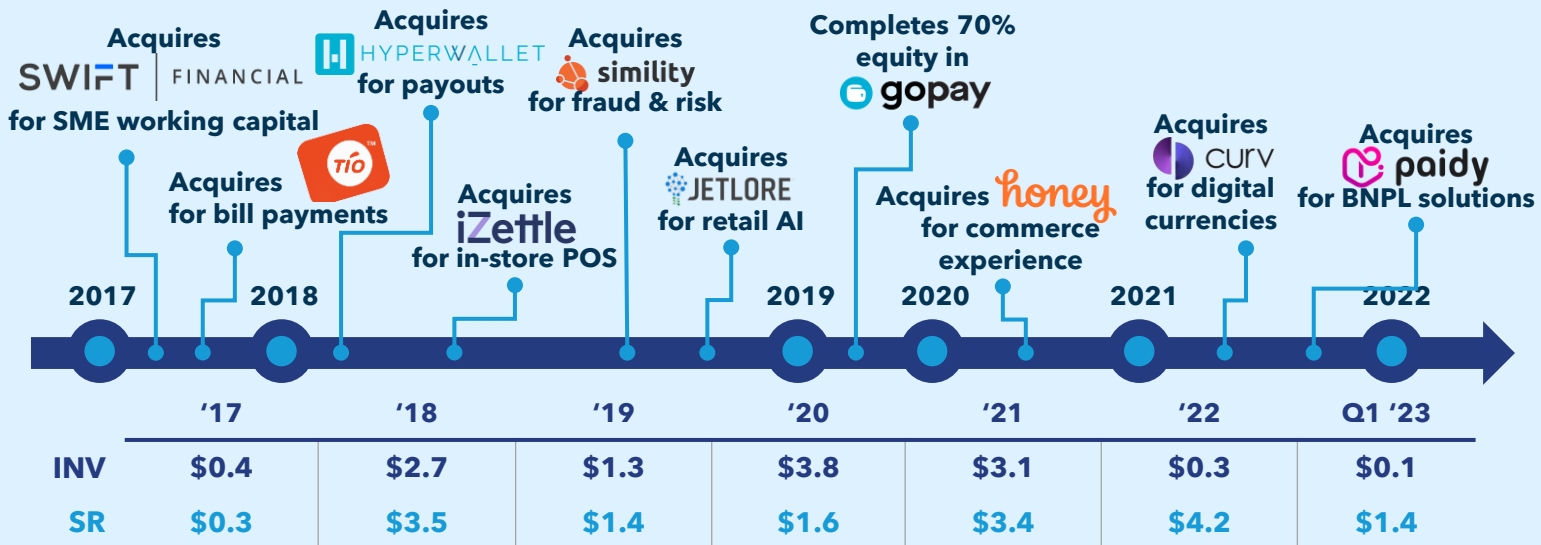 Acquires
SWIFT FINANCIAL
for SME working capital
Acquires
TIO™
for bill payments
Acquires
HYPERWALLET
for payouts
Acquires
iZettle
for in-store POS
Acquires
simility
for fraud & risk
Acquires
JETLORE
for retail AI
Completes 70%
equity in
gopay
Acquires honey
for commerce
experience
Acquires
curv
for digital
currencies
Acquires
paidy
for BNPL solutions
2017 2018 2019 2020 2021 2022
‘17 ‘18 ‘19 ‘20 ‘21 ‘22 Q1 ‘23
INV $0.4 $2.7 $1.3 $3.8 $3.1 $0.3 $0.1
SR $0.3 $3.5 $1.4 $1.6 $3.4 $4.2 $1.4